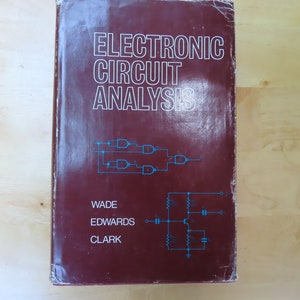 ELECTRONIC
CIRCUIT
ANALYSIS
WADE
EDWARDS
CLARK